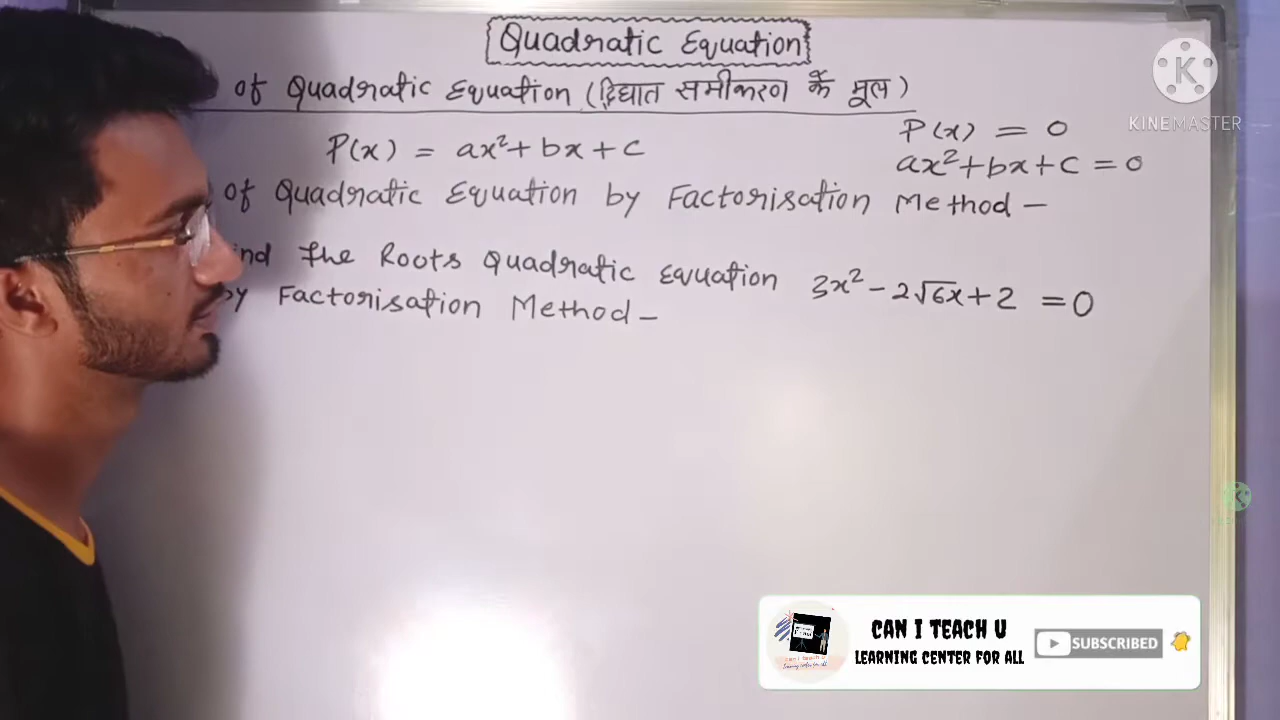 Quadratic Equation
of Quadratic Equation (द्विघात समीकरण के मूल)
P(x) = 0
P(x) = ax²+bx+c
ax²+bx+c = 0
of Quadratic Equation by Factorisation Method –
ind the Roots Quadratic Equation 3x² - 2√6x + 2 = 0
by Factorisation Method –
KINEMASTER
CAN I TEACH U
LEARNING CENTER FOR ALL
SUBSCRIBED